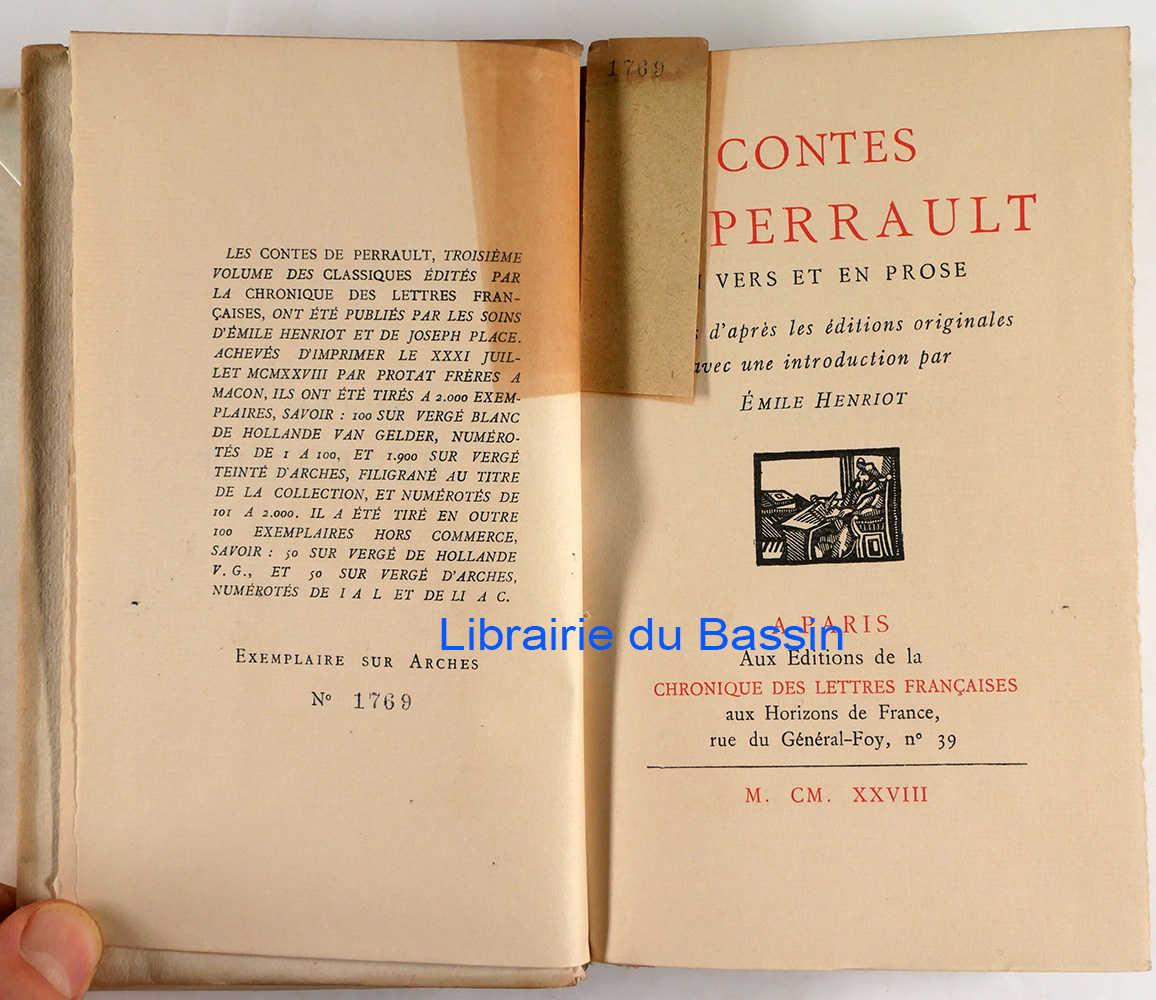 LES CONTES DE PERRAULT, TROISIÈME
VOLUME DES CLASSIQUES ÉDITÉS PAR
LA CHRONIQUE DES LETTRES FRAN-
ÇAISES, ONT ÉTÉ PUBLIÉS PAR LES SOINS
D'ÉMILE HENRIOT ET DE JOSEPH PLACE.
ACHEVÉS D'IMPRIMER LE XXXI JUIL-
LET MCMXXVIII PAR PROTAT FRÈRES A
MACON, ILS ONT ÉTÉ TIRÉS A 2.000 EXEM-
PLAIRES, SAVOIR : 100 SUR VERGÉ BLANC
DE HOLLANDE VAN GELDER, NUMÉRO-
TÉS DE 1 A 100, ET 1.900 SUR VERGÉ
TEINTÉ D'ARCHES, FILIGRANÉ AU TITRE
DE LA COLLECTION, ET NUMÉROTÉS DE
101 A 2.000. IL A ÉTÉ TIRÉ EN OUTRE
100 EXEMPLAIRES HORS COMMERCE,
SAVOIR : 50 SUR VERGÉ DE HOLLANDE
V. G., ET 50 SUR VERGÉ D'ARCHES,
NUMÉROTÉS DE I A L ET DE LI A C.
EXEMPLAIRE SUR ARCHES
Nº 1769
1769
CONTES
PERRAULT
VERS ET EN PROSE
d'après les éditions originales
avec une introduction par
ÉMILE HENRIOT
Librairie du Bassin
A PARIS
Aux Editions de la
CHRONIQUE DES LETTRES FRANÇAISES
aux Horizons de France,
rue du Général-Foy, nº 39
M. CM. XXVIII